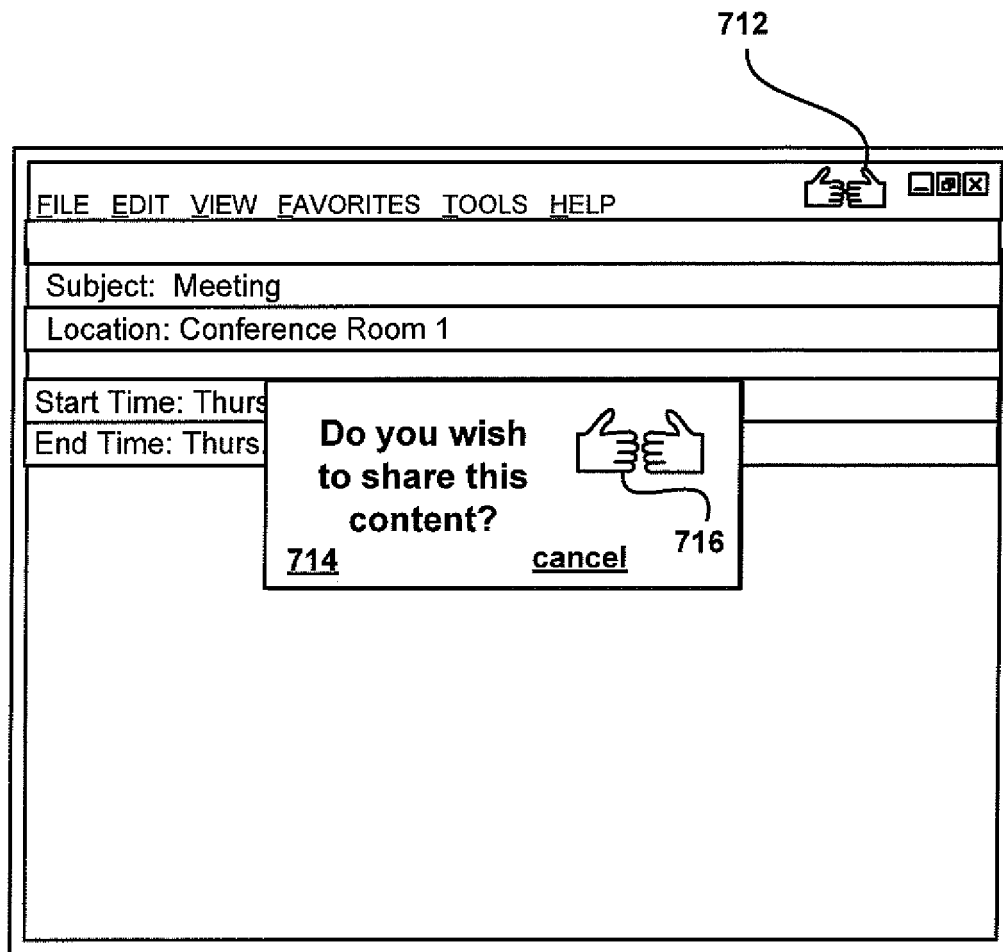 712
FILE EDIT VIEW FAVORITES TOOLS HELP
Subject: Meeting
Location: Conference Room 1
Start Time: Thurs
End Time: Thurs.
Do you wish
to share this
content?
716
714
cancel